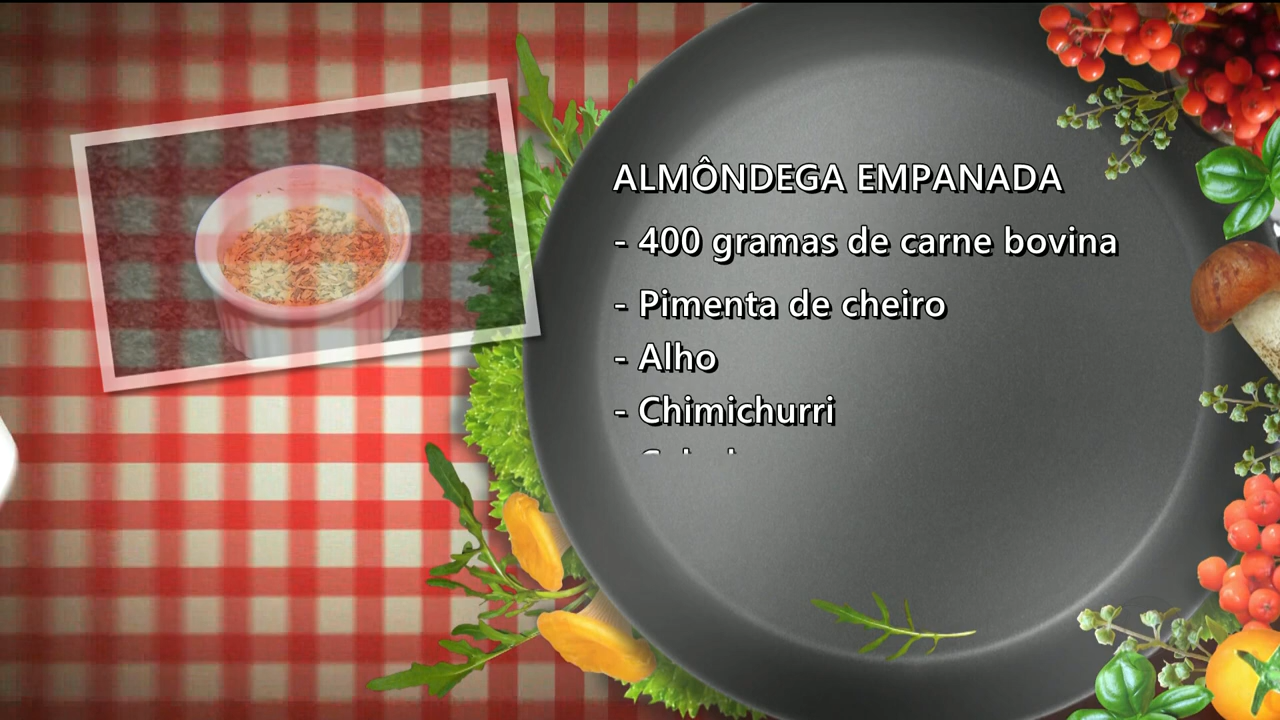 ALMÔNDEGA EMPANADA
- 400 gramas de carne bovina
- Pimenta de cheiro
- Alho
- Chimichurri